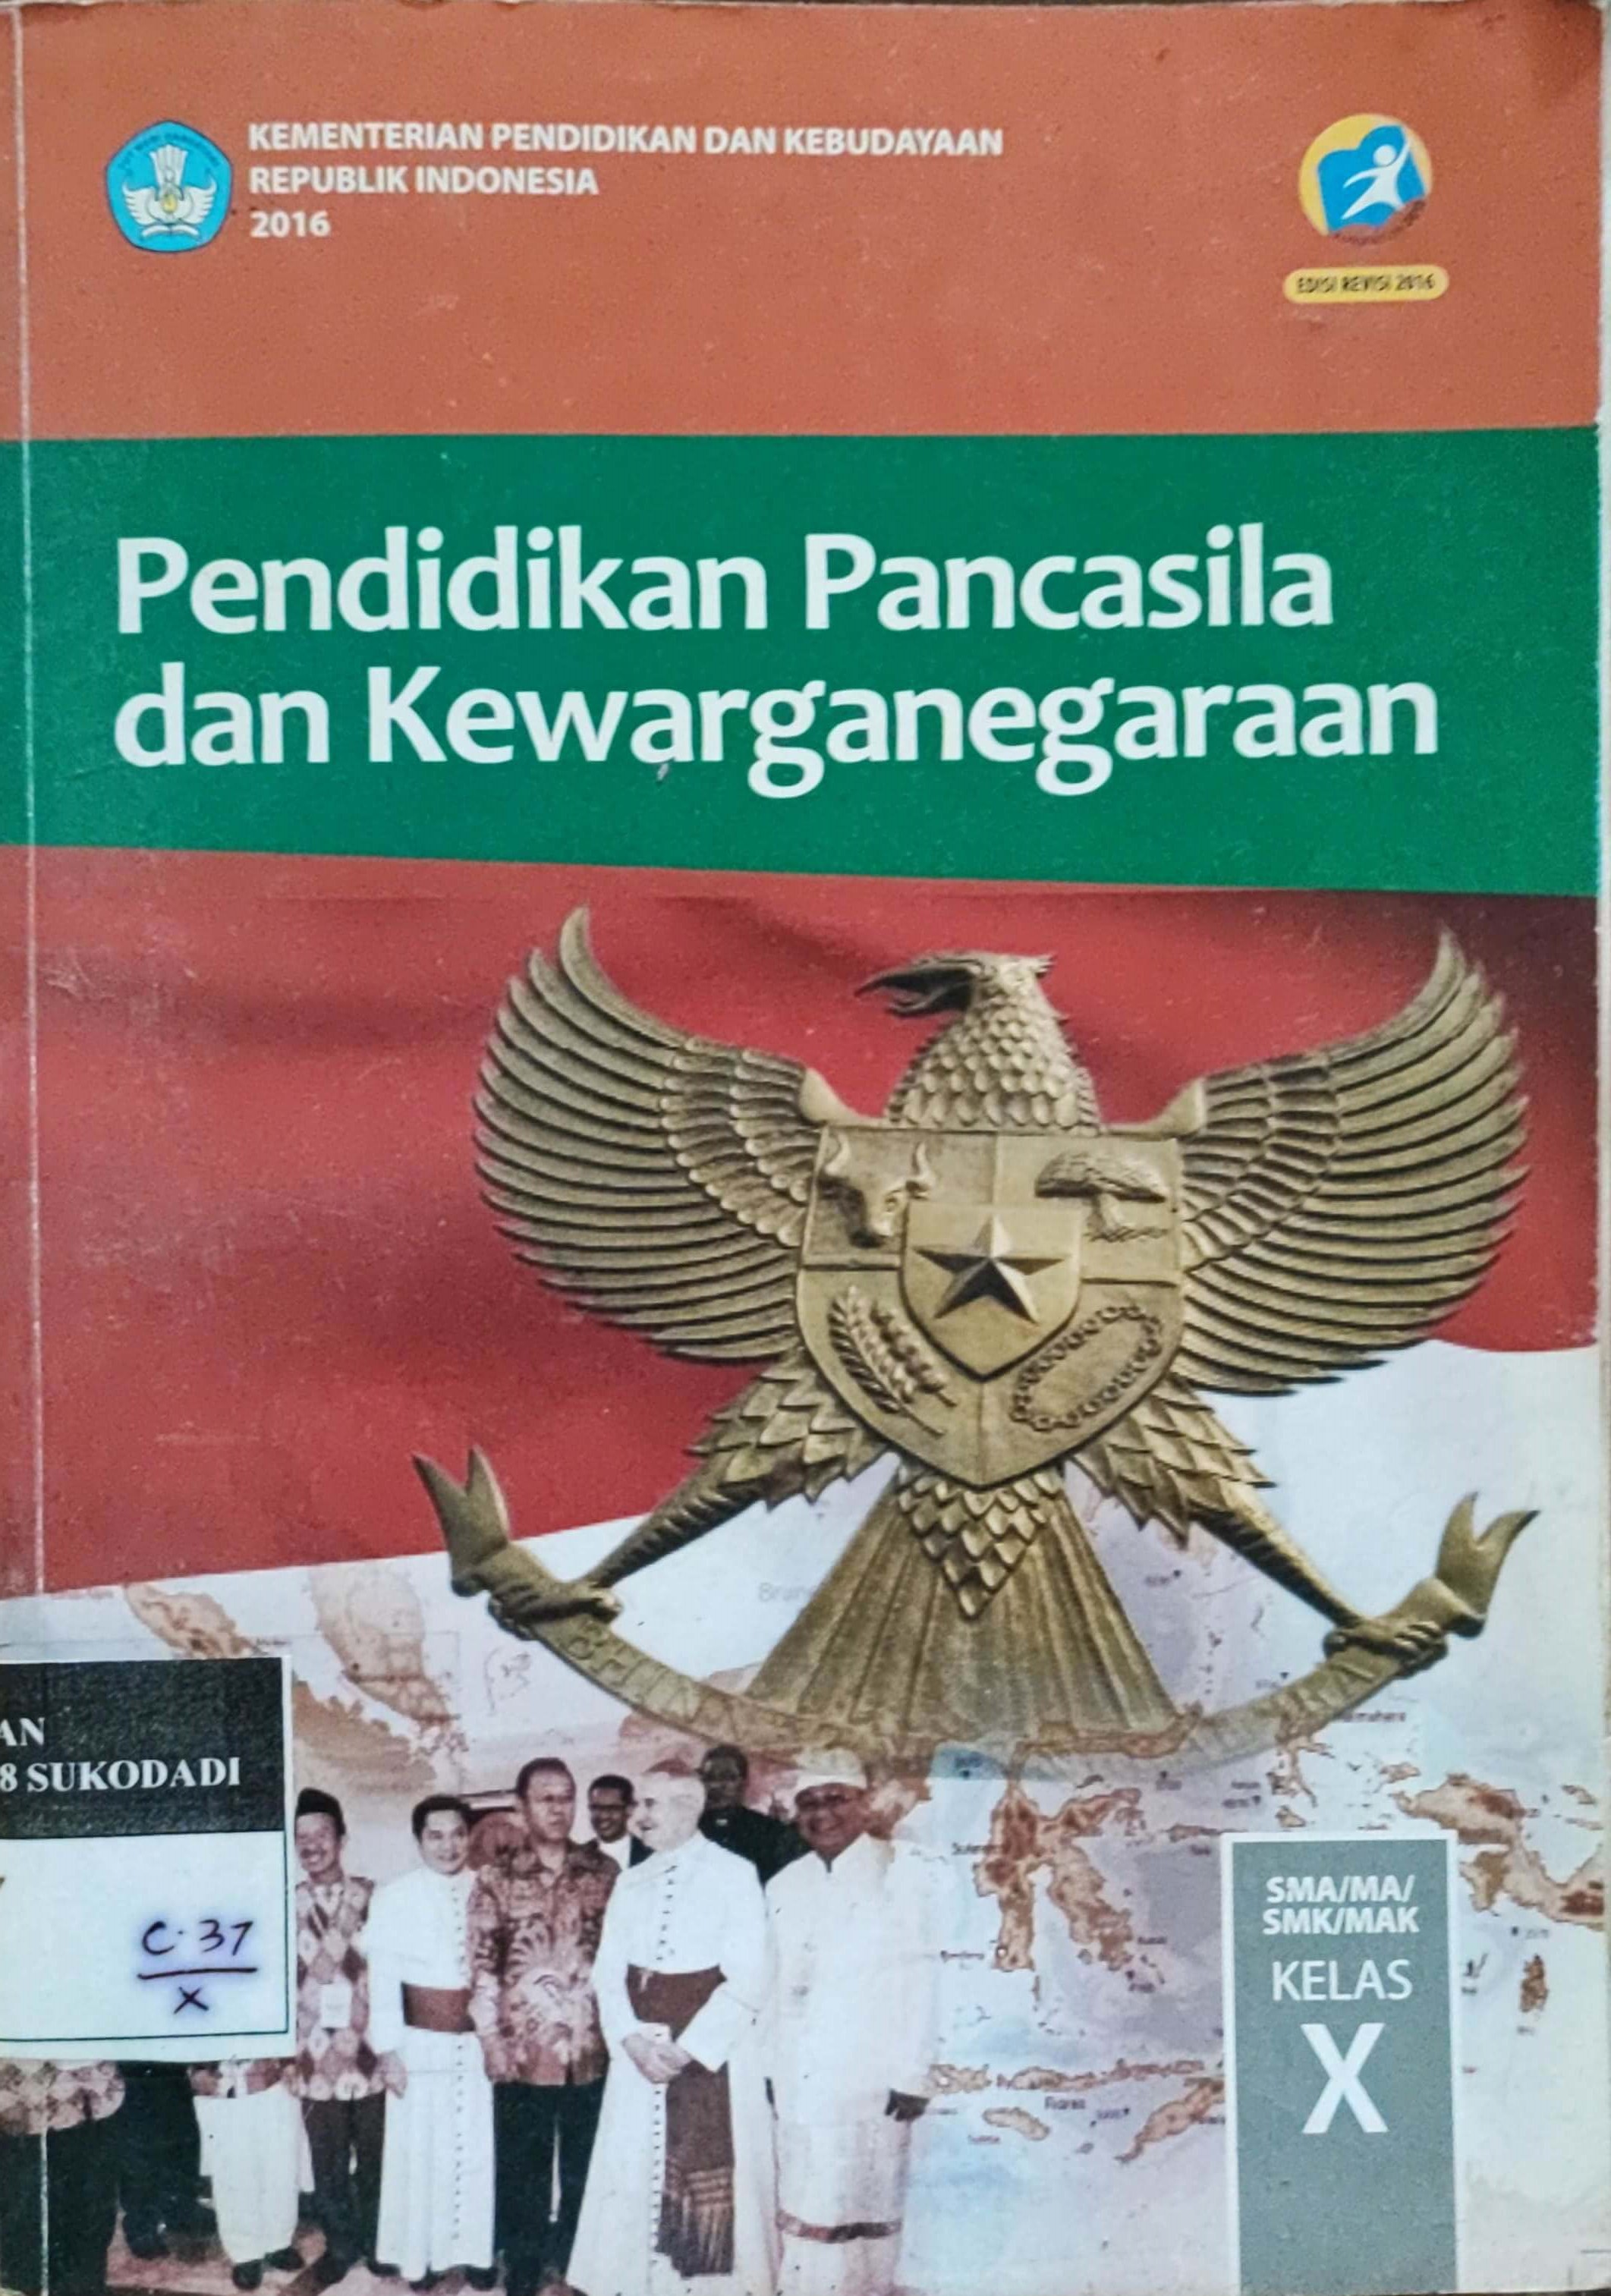 KEMENTERIAN PENDIDIKAN DAN KEBUDAYAAN
REPUBLIK INDONESIA
2016
EDISI REVISI 2016
Pendidikan Pancasila
dan Kewarganegaraan
AN
8 SUKODADI
C-37
X
SMA/MA/
SMK/MAK
KELAS
X